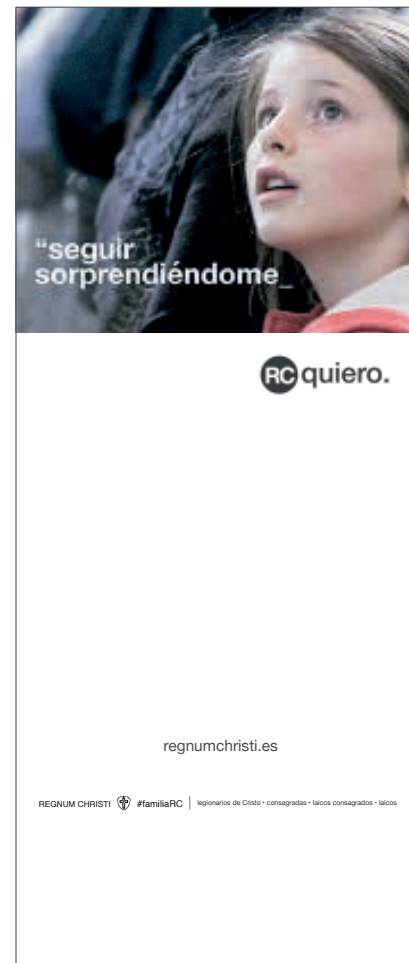 "seguir
sorprendiéndome_
RC quiero.
regnumchristi.es
REGNUM CHRISTI #familiaRC | legionarios de Cristo • consagradas • laicos consagrados • laicos